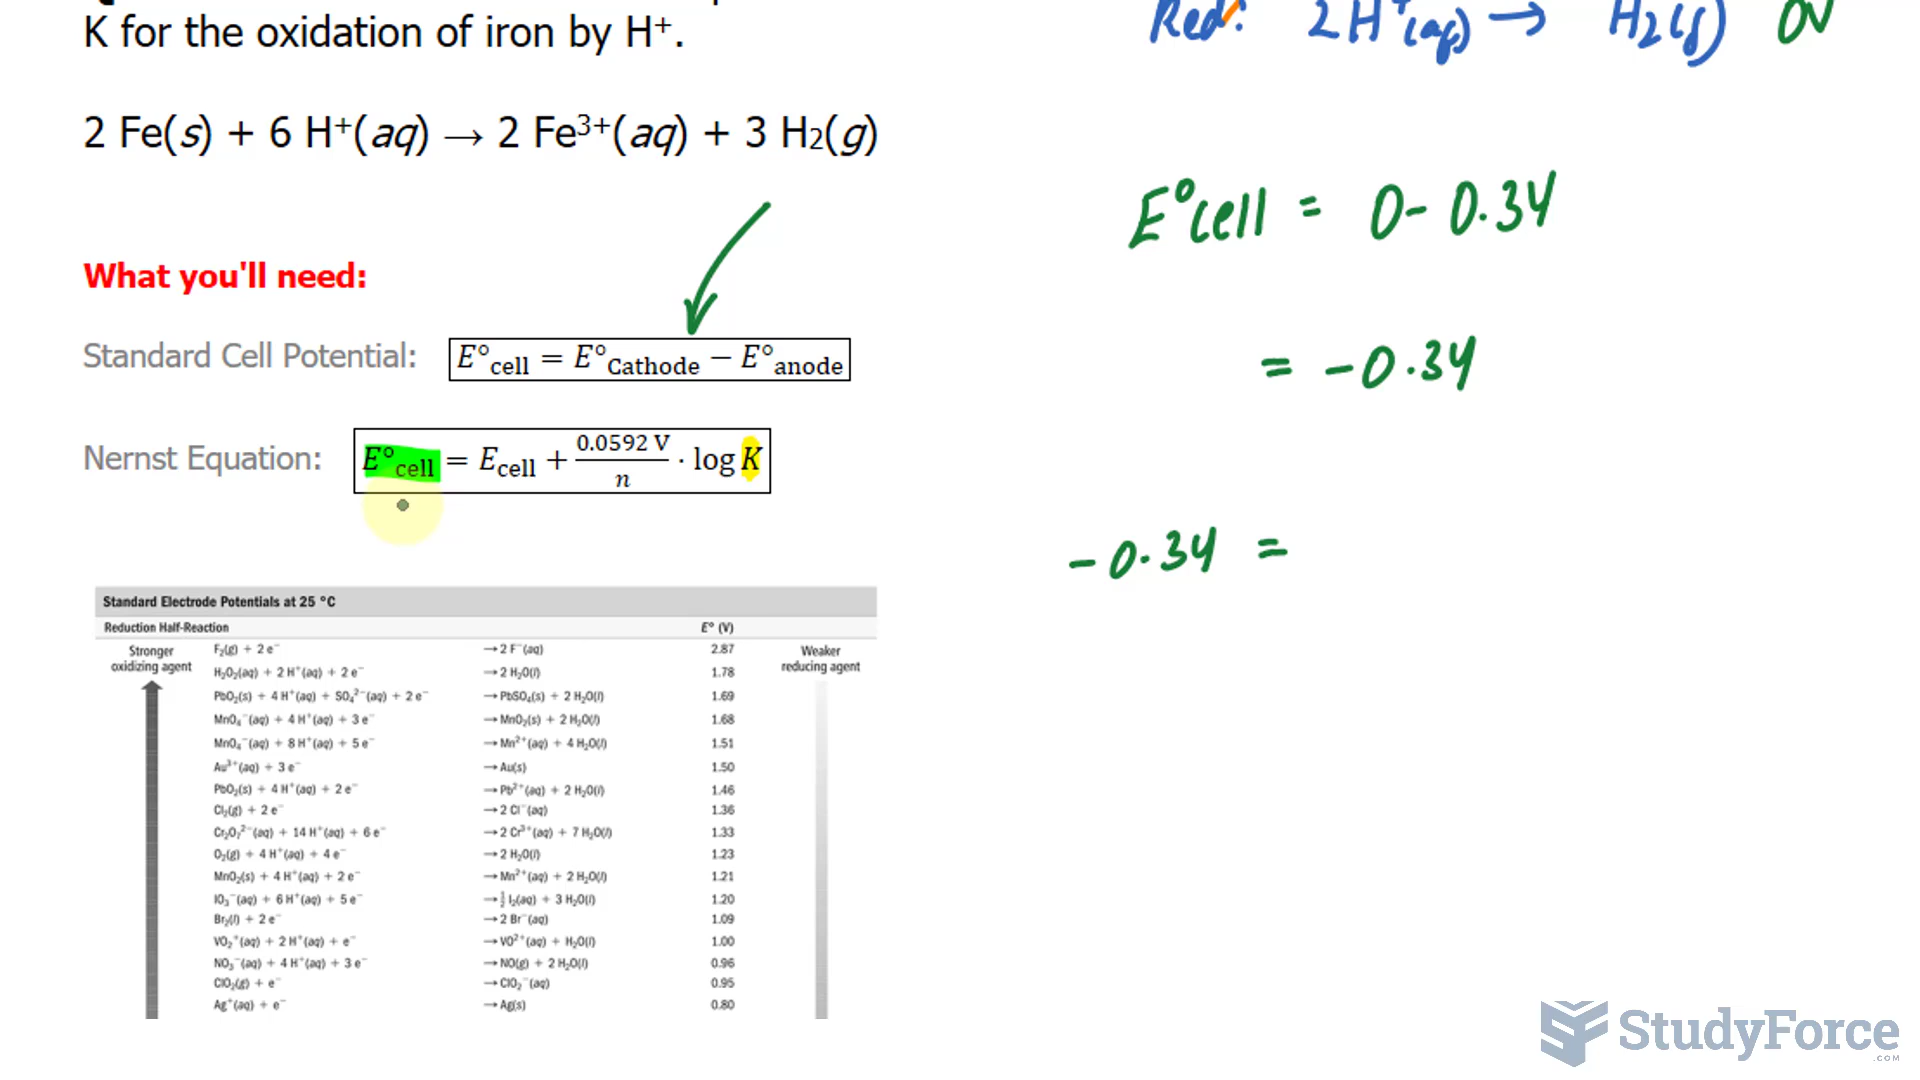 K for the oxidation of iron by H⁺.
2 Fe(s) + 6 H⁺(aq) → 2 Fe³⁺(aq) + 3 H₂(g)
What you'll need:
Standard Cell Potential: E°cell = E°Cathode − E°anode
Nernst Equation: E°cell = Ecell + 0.0592 V / n · log K
Standard Electrode Potentials at 25 °C
Reduction Half-Reaction E° (V)
Stronger oxidizing agent
Weaker reducing agent
F₂(g) + 2 e⁻ → 2 F⁻(aq) 2.87
H₂O₂(aq) + 2 H⁺(aq) + 2 e⁻ → 2 H₂O(l) 1.78
PbO₂(s) + 4 H⁺(aq) + SO₄²⁻(aq) + 2 e⁻ → PbSO₄(s) + 2 H₂O(l) 1.69
MnO₄⁻(aq) + 4 H⁺(aq) + 3 e⁻ → MnO₂(s) + 2 H₂O(l) 1.68
MnO₄⁻(aq) + 8 H⁺(aq) + 5 e⁻ → Mn²⁺(aq) + 4 H₂O(l) 1.51
Au³⁺(aq) + 3 e⁻ → Au(s) 1.50
PbO₂(s) + 4 H⁺(aq) + 2 e⁻ → Pb²⁺(aq) + 2 H₂O(l) 1.46
Cl₂(g) + 2 e⁻ → 2 Cl⁻(aq) 1.36
Cr₂O₇²⁻(aq) + 14 H⁺(aq) + 6 e⁻ → 2 Cr³⁺(aq) + 7 H₂O(l) 1.33
O₂(g) + 4 H⁺(aq) + 4 e⁻ → 2 H₂O(l) 1.23
MnO₂(s) + 4 H⁺(aq) + 2 e⁻ → Mn²⁺(aq) + 2 H₂O(l) 1.21
IO₃⁻(aq) + 6 H⁺(aq) + 5 e⁻ → ½ I₂(aq) + 3 H₂O(l) 1.20
Br₂(l) + 2 e⁻ → 2 Br⁻(aq) 1.09
VO₂⁺(aq) + 2 H⁺(aq) + e⁻ → VO²⁺(aq) + H₂O(l) 1.00
NO₃⁻(aq) + 4 H⁺(aq) + 3 e⁻ → NO(g) + 2 H₂O(l) 0.96
ClO₂(g) + e⁻ → ClO₂⁻(aq) 0.95
Ag⁺(aq) + e⁻ → Ag(s) 0.80
Red: 2H⁺(aq) → H₂(g) 0V
E°cell = 0 - 0.34
= -0.34
-0.34 =
StudyForce
.COM